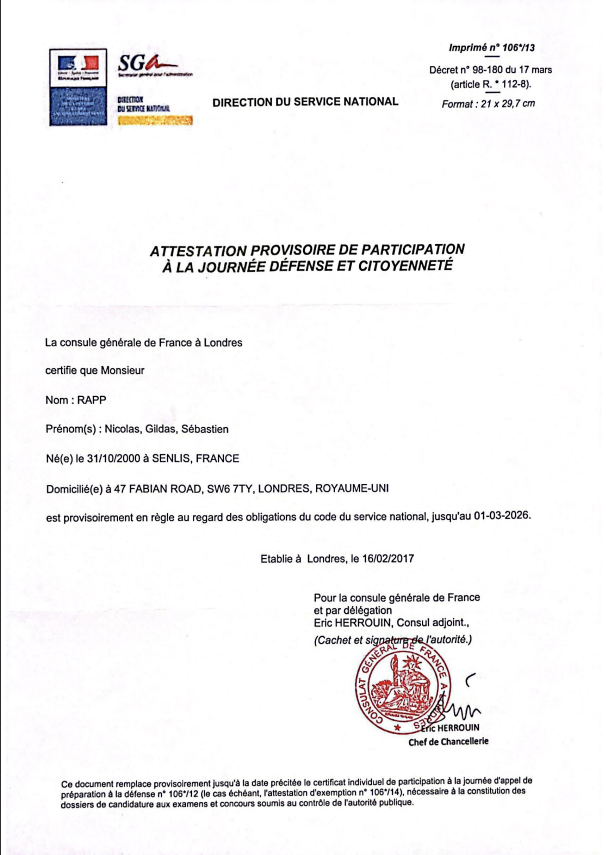 Imprimé n° 106*/13
Décret n° 98-180 du 17 mars
(article R. * 112-8).
Format : 21 x 29,7 cm
SGA
Secrétariat général pour l'administration
Liberté • Égalité • Fraternité
RÉPUBLIQUE FRANÇAISE
DIRECTION
DU SERVICE NATIONAL
DIRECTION DU SERVICE NATIONAL
ATTESTATION PROVISOIRE DE PARTICIPATION
À LA JOURNÉE DÉFENSE ET CITOYENNETÉ
La consule générale de France à Londres
certifie que Monsieur
Nom : RAPP
Prénom(s) : Nicolas, Gildas, Sébastien
Né(e) le 31/10/2000 à SENLIS, FRANCE
Domicilié(e) à 47 FABIAN ROAD, SW6 7TY, LONDRES, ROYAUME-UNI
est provisoirement en règle au regard des obligations du code du service national, jusqu'au 01-03-2026.
Etablie à Londres, le 16/02/2017
Pour la consule générale de France
et par délégation
Eric HERROUIN, Consul adjoint.,
(Cachet et signature de l'autorité.)
CONSULAT GÉNÉRAL DE FRANCE A LONDRES
Eric HERROUIN
Chef de Chancellerie
Ce document remplace provisoirement jusqu'à la date précitée le certificat individuel de participation à la journée d'appel de
préparation à la défense n° 106*/12 (le cas échéant, l'attestation d'exemption n° 106*/14), nécessaire à la constitution des
dossiers de candidature aux examens et concours soumis au contrôle de l'autorité publique.